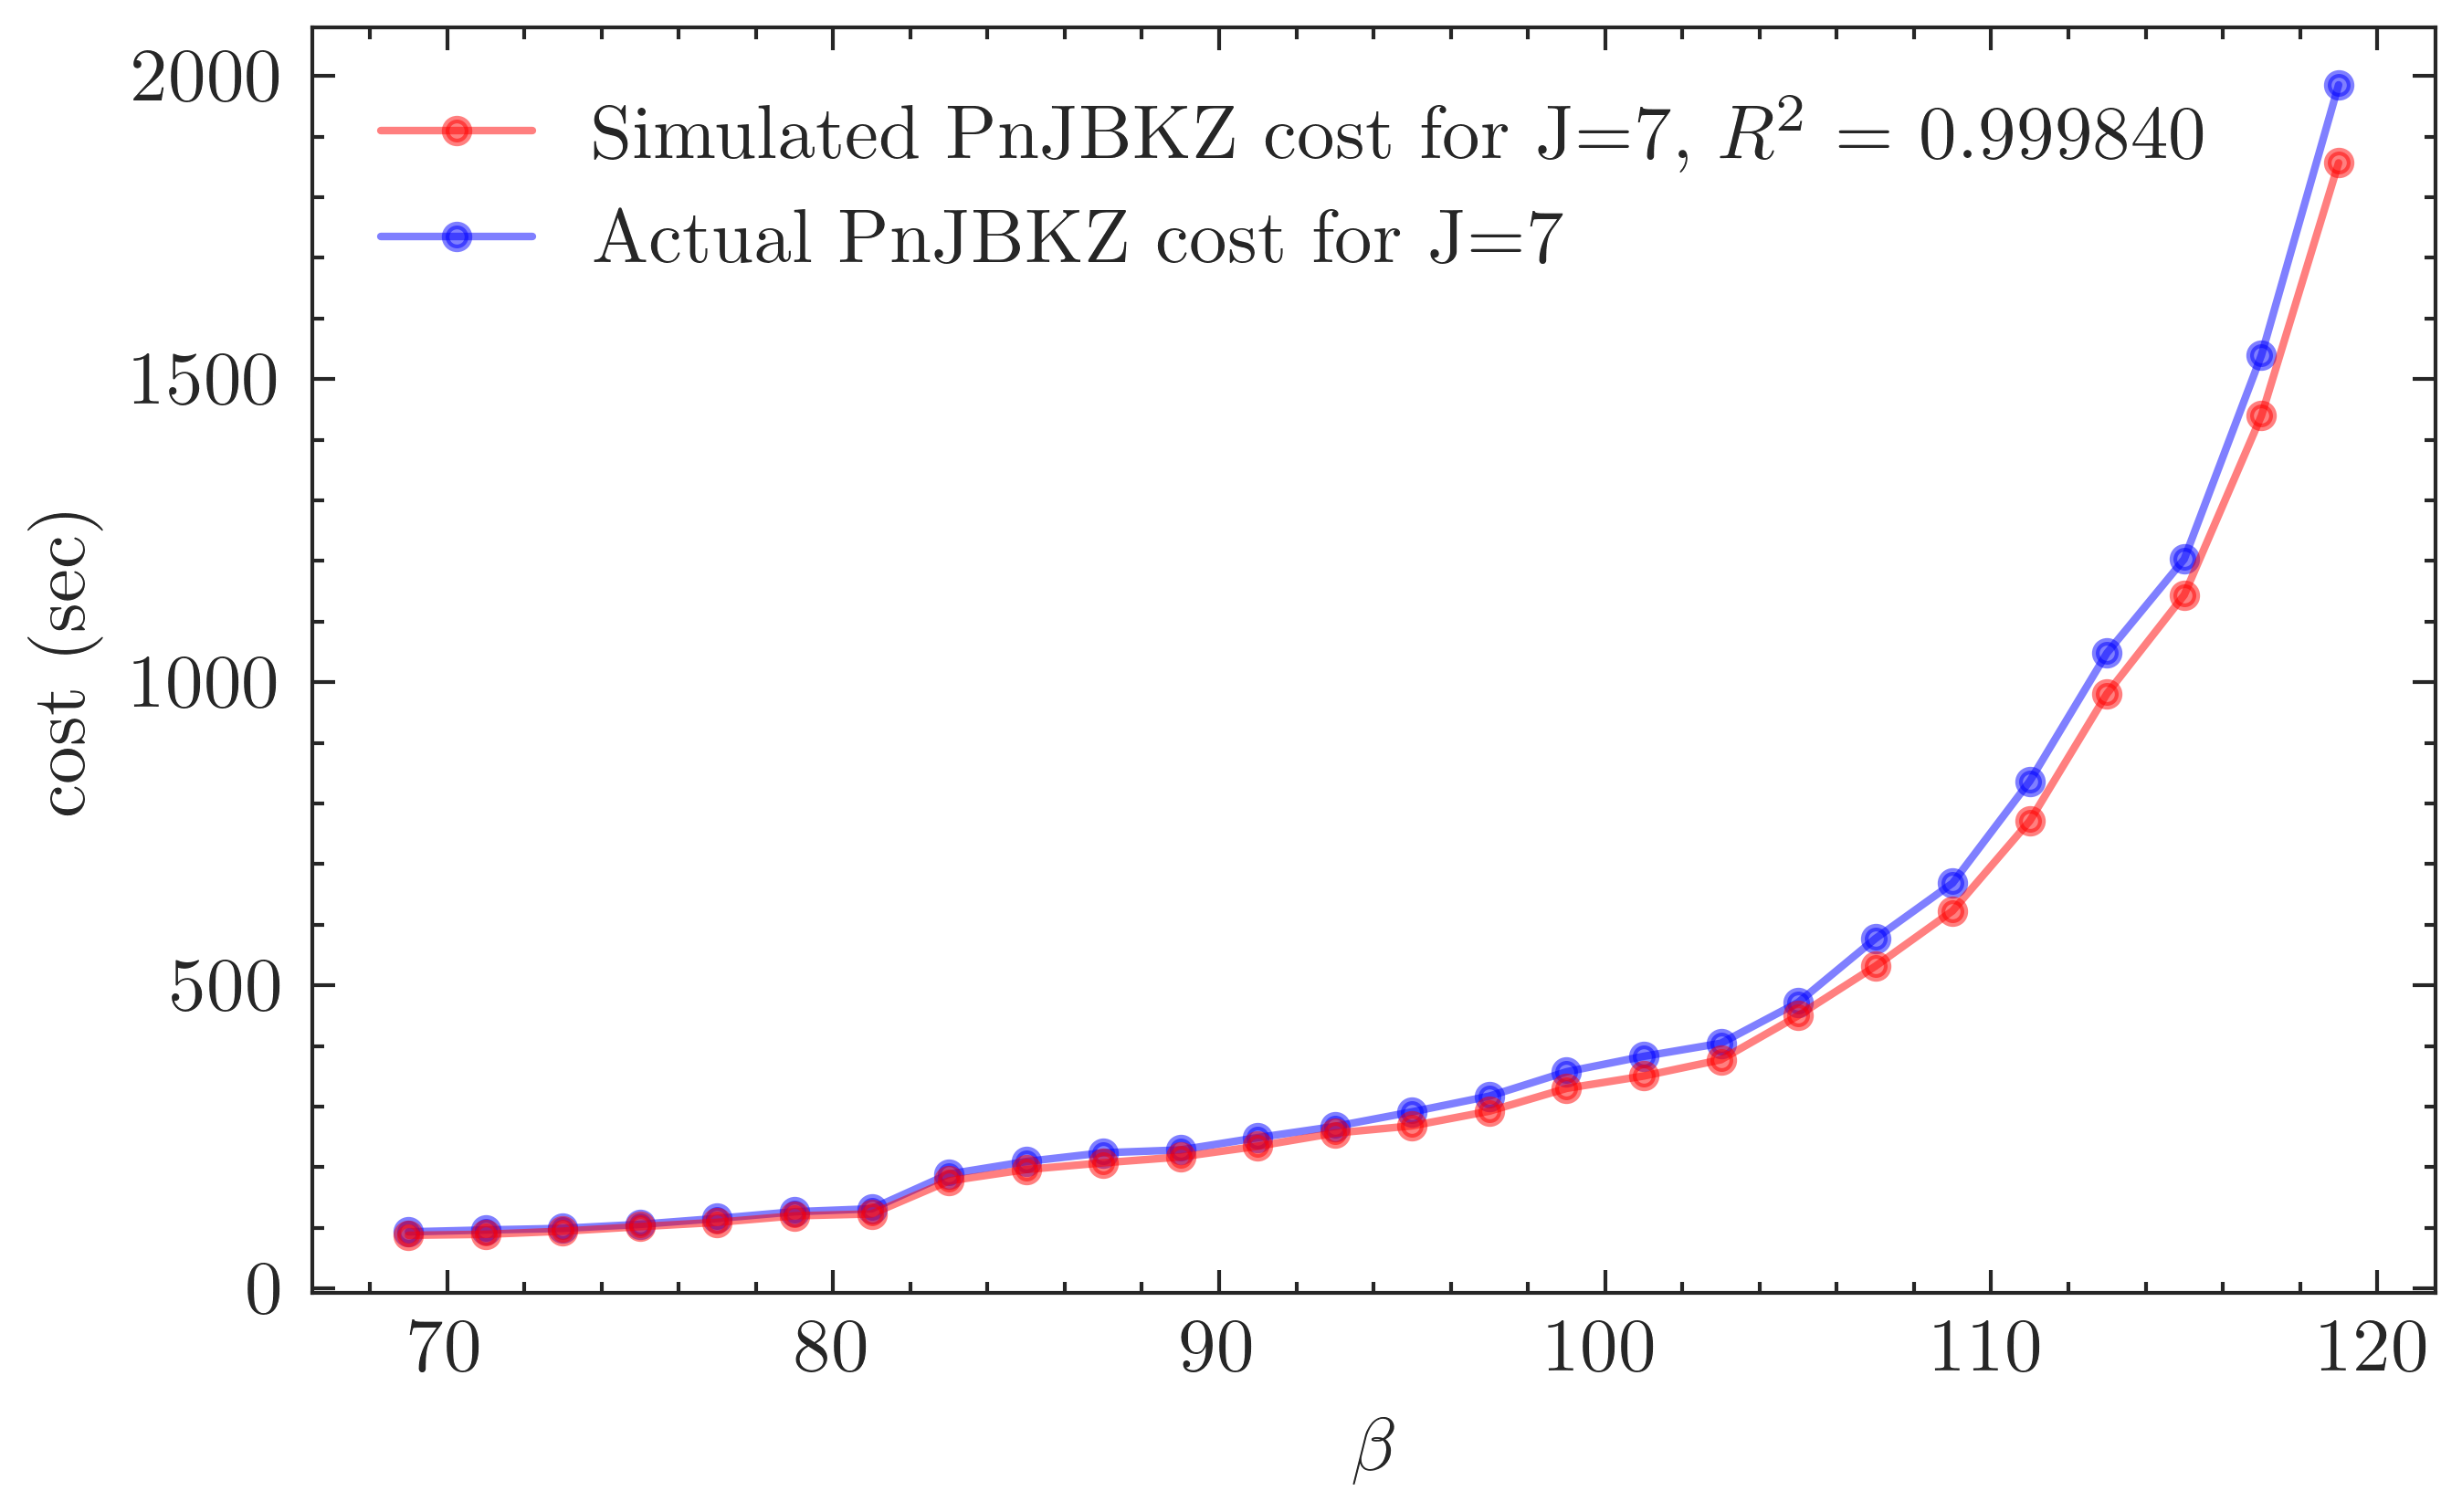 2000
1500
1000
500
0
cost (sec)
Simulated PnJBKZ cost for J=7, R² = 0.999840
Actual PnJBKZ cost for J=7
70 80 90 100 110 120
β